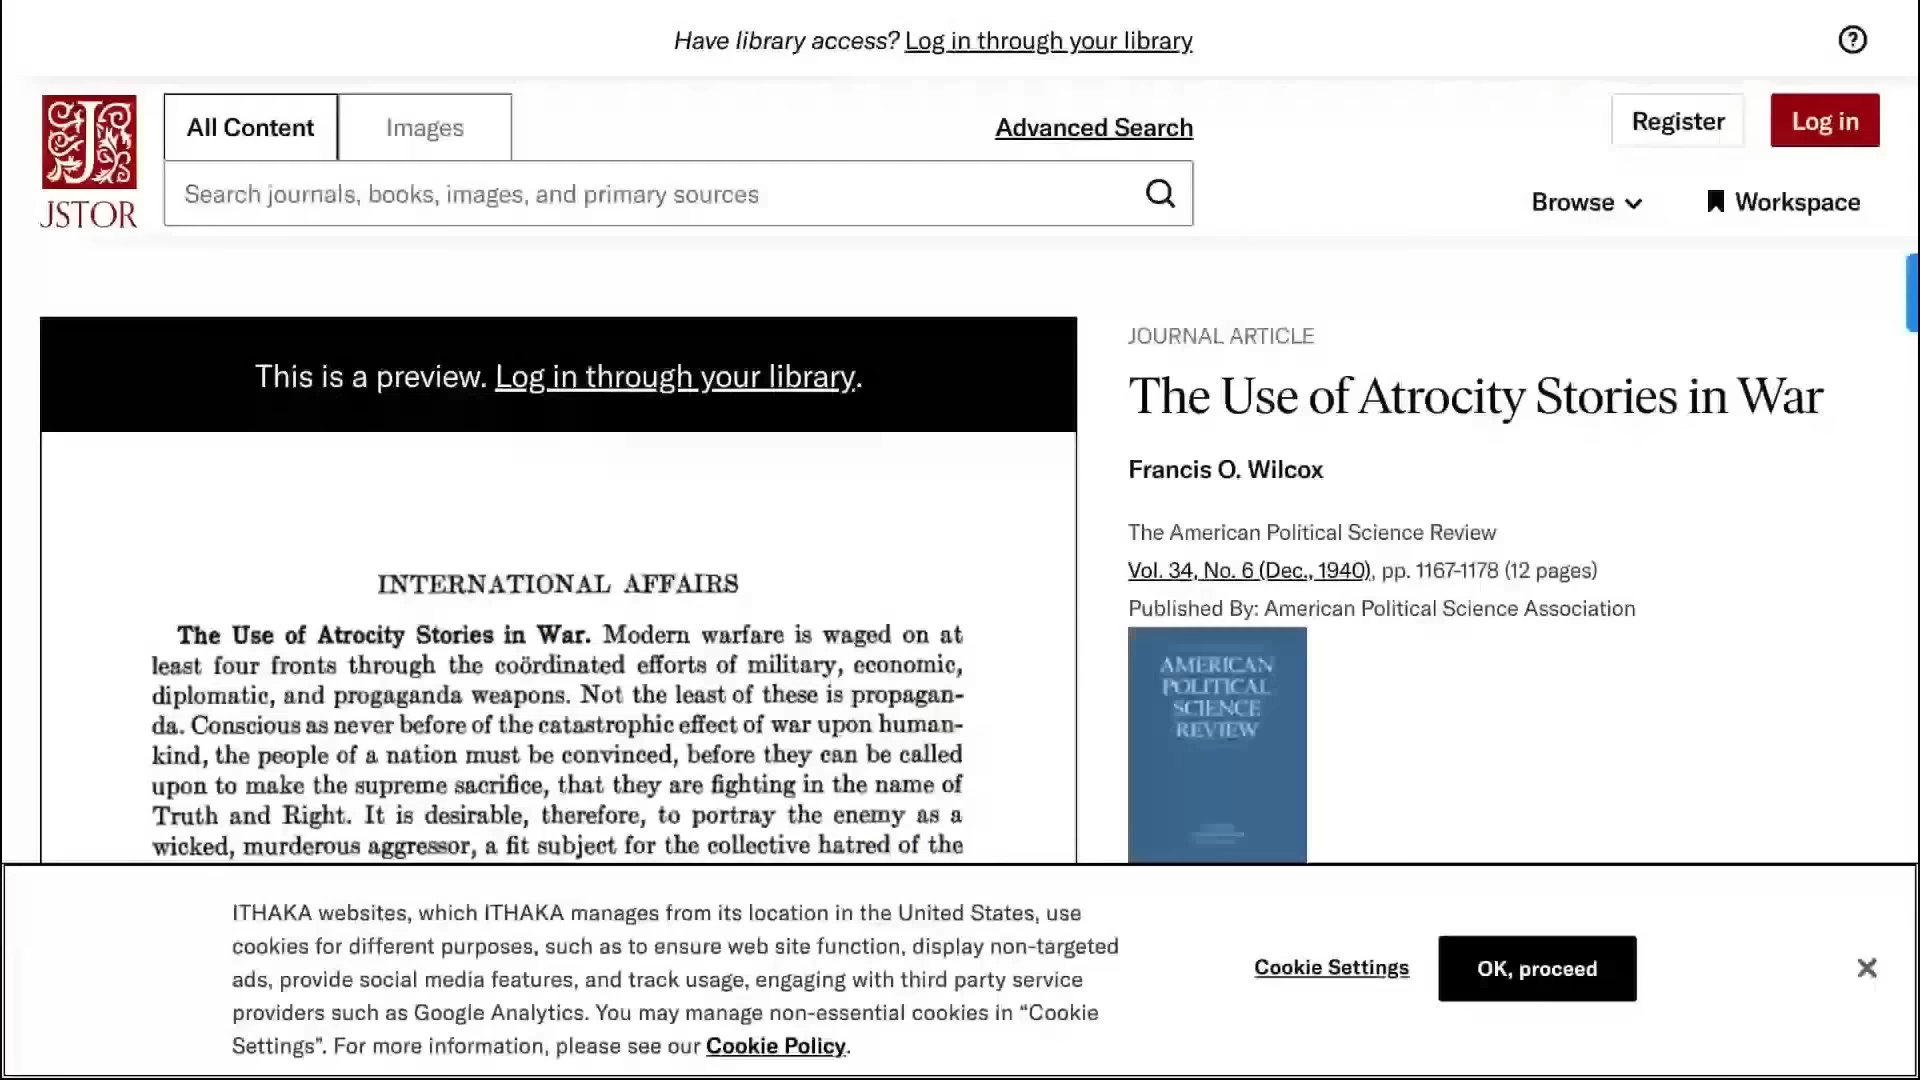 Have library access? Log in through your library
JSTOR
All Content
Images
Advanced Search
Register
Log in
Search journals, books, images, and primary sources
Browse
Workspace
This is a preview. Log in through your library.
INTERNATIONAL AFFAIRS
The Use of Atrocity Stories in War. Modern warfare is waged on at
least four fronts through the coördinated efforts of military, economic,
diplomatic, and progaganda weapons. Not the least of these is propagan-
da. Conscious as never before of the catastrophic effect of war upon human-
kind, the people of a nation must be convinced, before they can be called
upon to make the supreme sacrifice, that they are fighting in the name of
Truth and Right. It is desirable, therefore, to portray the enemy as a
wicked, murderous aggressor, a fit subject for the collective hatred of the
JOURNAL ARTICLE
The Use of Atrocity Stories in War
Francis O. Wilcox
The American Political Science Review
Vol. 34, No. 6 (Dec., 1940), pp. 1167-1178 (12 pages)
Published By: American Political Science Association
AMERICAN
POLITICAL
SCIENCE
REVIEW
ITHAKA websites, which ITHAKA manages from its location in the United States, use
cookies for different purposes, such as to ensure web site function, display non-targeted
ads, provide social media features, and track usage, engaging with third party service
providers such as Google Analytics. You may manage non-essential cookies in “Cookie
Settings”. For more information, please see our Cookie Policy.
Cookie Settings
OK, proceed